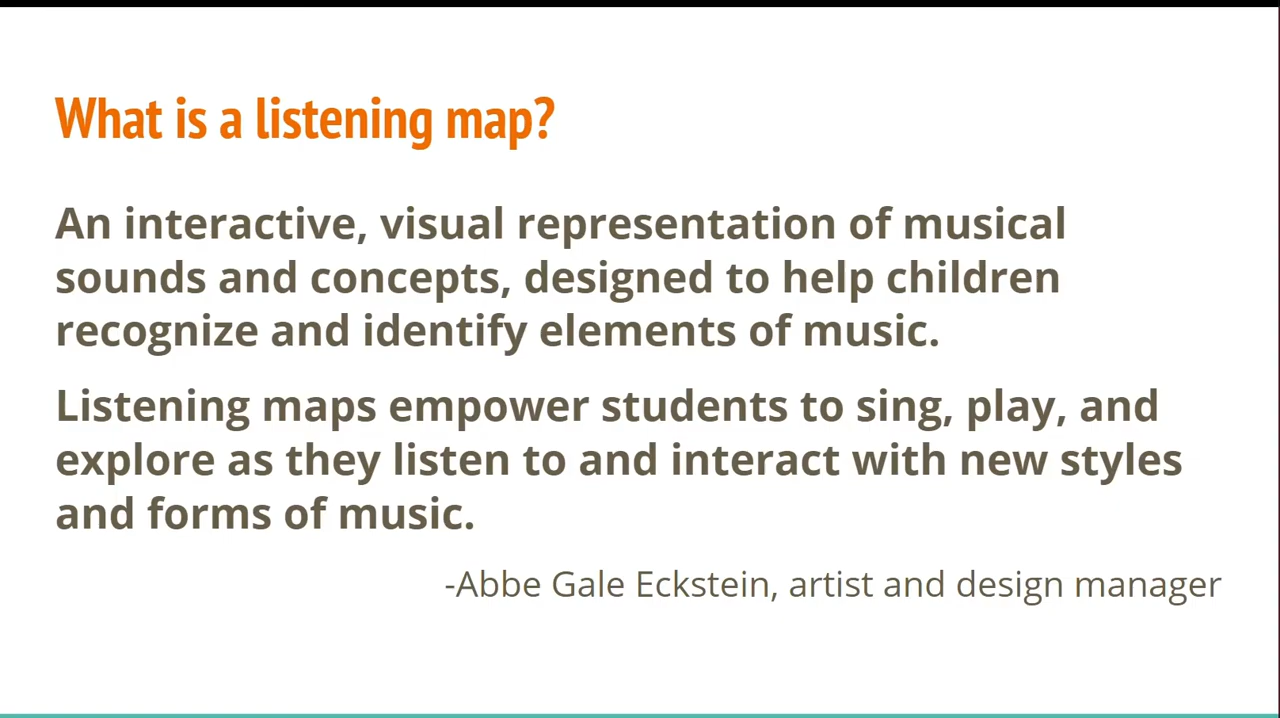 What is a listening map?
An interactive, visual representation of musical
sounds and concepts, designed to help children
recognize and identify elements of music.
Listening maps empower students to sing, play, and
explore as they listen to and interact with new styles
and forms of music.
-Abbe Gale Eckstein, artist and design manager